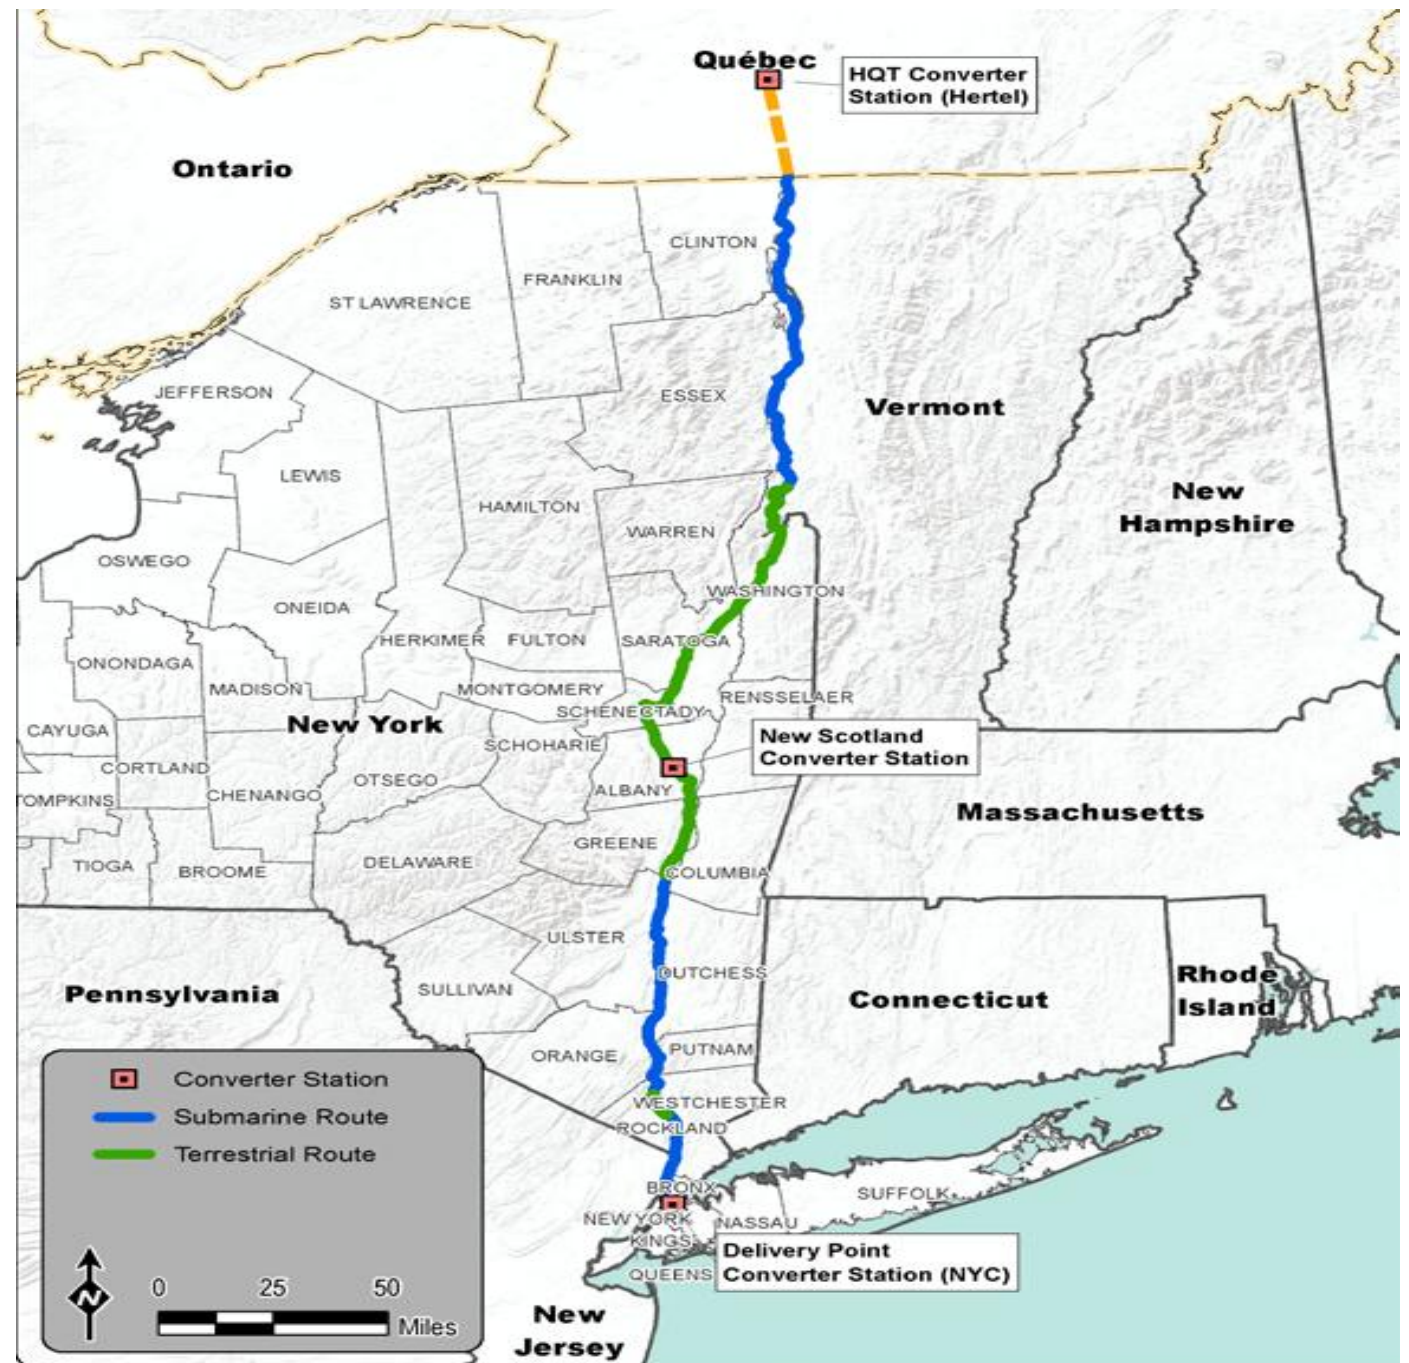 Québec
HQT Converter
Station (Hertel)
Ontario
CLINTON
FRANKLIN
ST LAWRENCE
JEFFERSON
ESSEX
Vermont
LEWIS
HAMILTON
New
Hampshire
WARREN
OSWEGO
WASHINGTON
ONEIDA
HERKIMER
FULTON
SARATOGA
ONONDAGA
MADISON
MONTGOMERY
RENSSELAER
SCHENECTADY
CAYUGA
New York
SCHOHARIE
New Scotland
Converter Station
CORTLAND
OTSEGO
ALBANY
TOMPKINS
CHENANGO
Massachusetts
GREENE
TIOGA
BROOME
DELAWARE
COLUMBIA
ULSTER
DUTCHESS
Rhode
Island
Pennsylvania
SULLIVAN
Connecticut
ORANGE
PUTNAM
WESTCHESTER
ROCKLAND
Converter Station
Submarine Route
Terrestrial Route
BRONX
SUFFOLK
NEW YORK
NASSAU
KINGS
QUEENS
Delivery Point
Converter Station (NYC)
N
0 25 50
Miles
New
Jersey